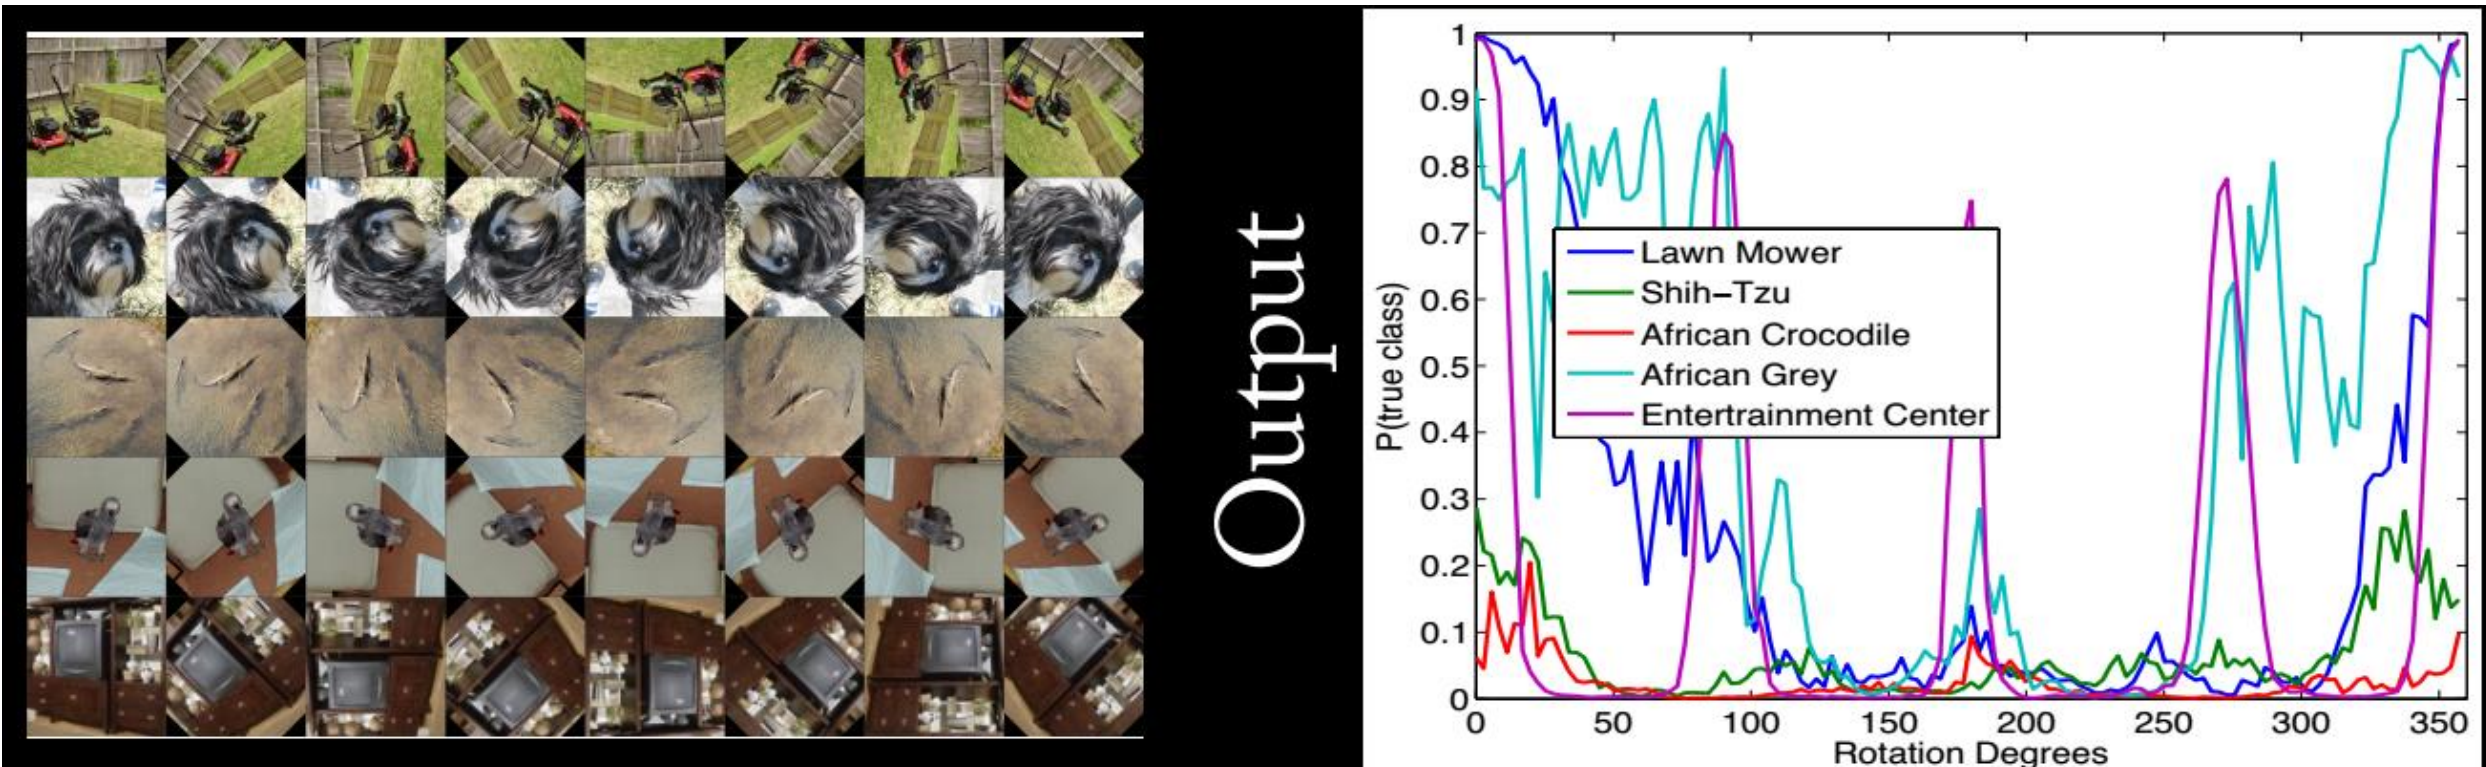 Output
1
0.9
0.8
0.7
0.6
0.5
0.4
0.3
0.2
0.1
0
P(true class)
Lawn Mower
Shih-Tzu
African Crocodile
African Grey
Entertrainment Center
0 50 100 150 200 250 300 350
Rotation Degrees